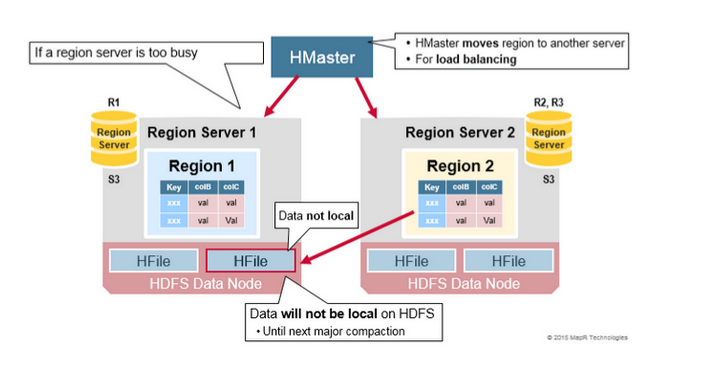 If a region server is too busy
HMaster
• HMaster moves region to another server
• For load balancing
R1
Region
Server
S3
Region Server 1
Region 1
Key colB colC
xxx val val
xxx val Val
Data not local
HFile HFile
HDFS Data Node
R2, R3
Region
Server
S3
Region Server 2
Region 2
Key colB colC
xxx val val
xxx val Val
HFile HFile
HDFS Data Node
Data will not be local on HDFS
• Until next major compaction
© 2015 MapR Technologies